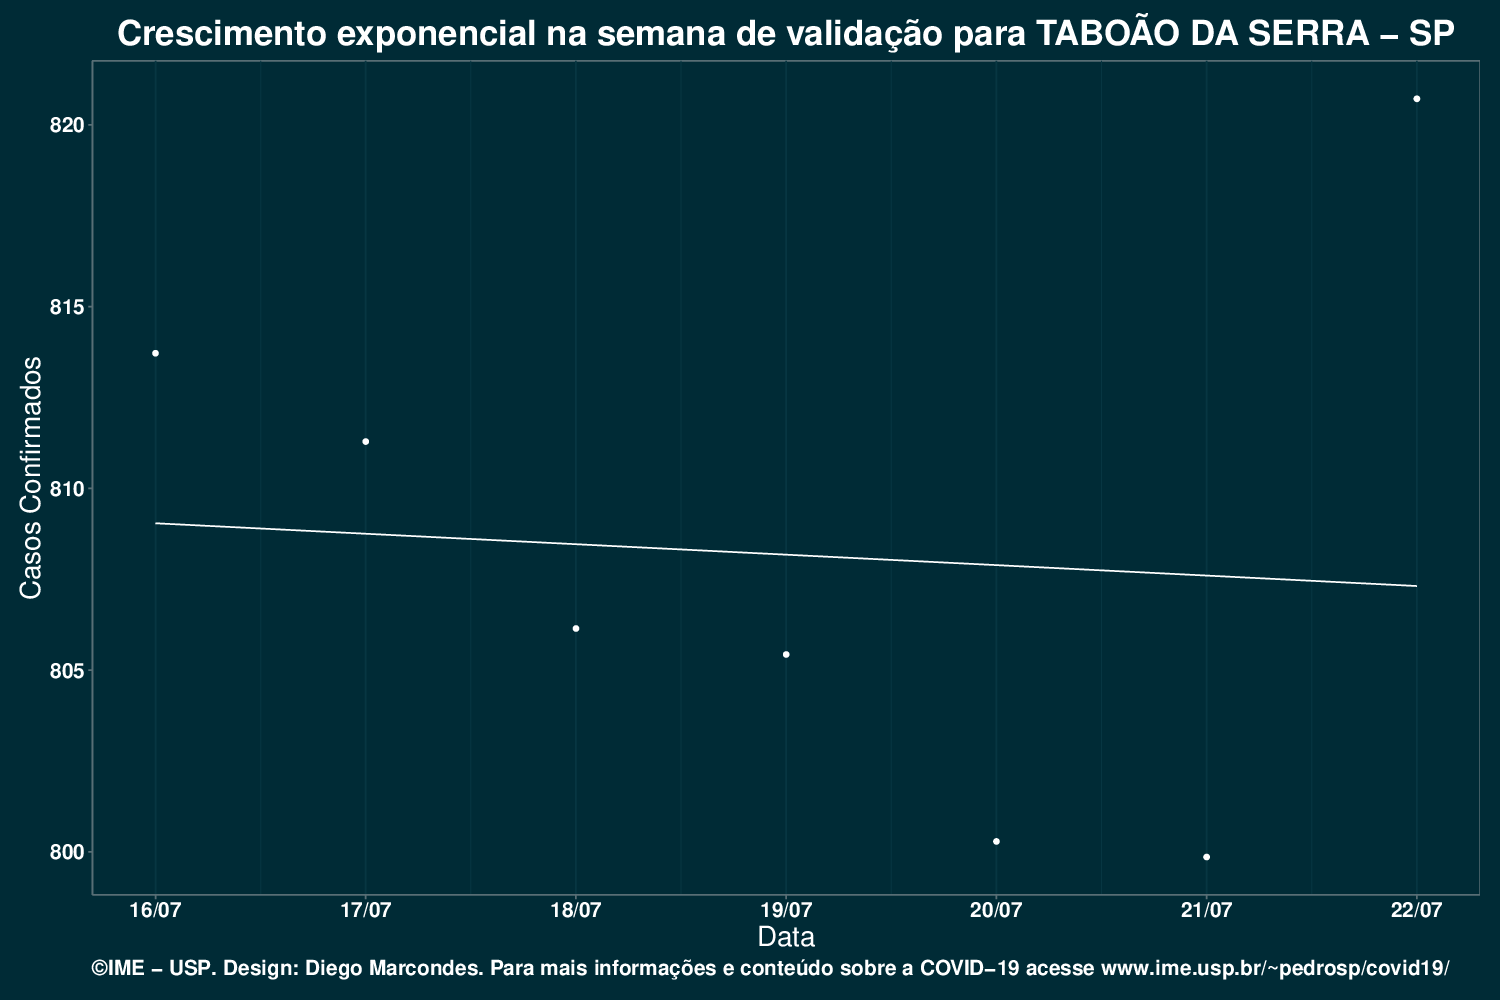 Crescimento exponencial na semana de validação para TABOÃO DA SERRA – SP
820
815
810
805
800
Casos Confirmados
16/07 17/07 18/07 19/07 20/07 21/07 22/07
Data
©IME – USP. Design: Diego Marcondes. Para mais informações e conteúdo sobre a COVID–19 acesse www.ime.usp.br/~pedrosp/covid19/